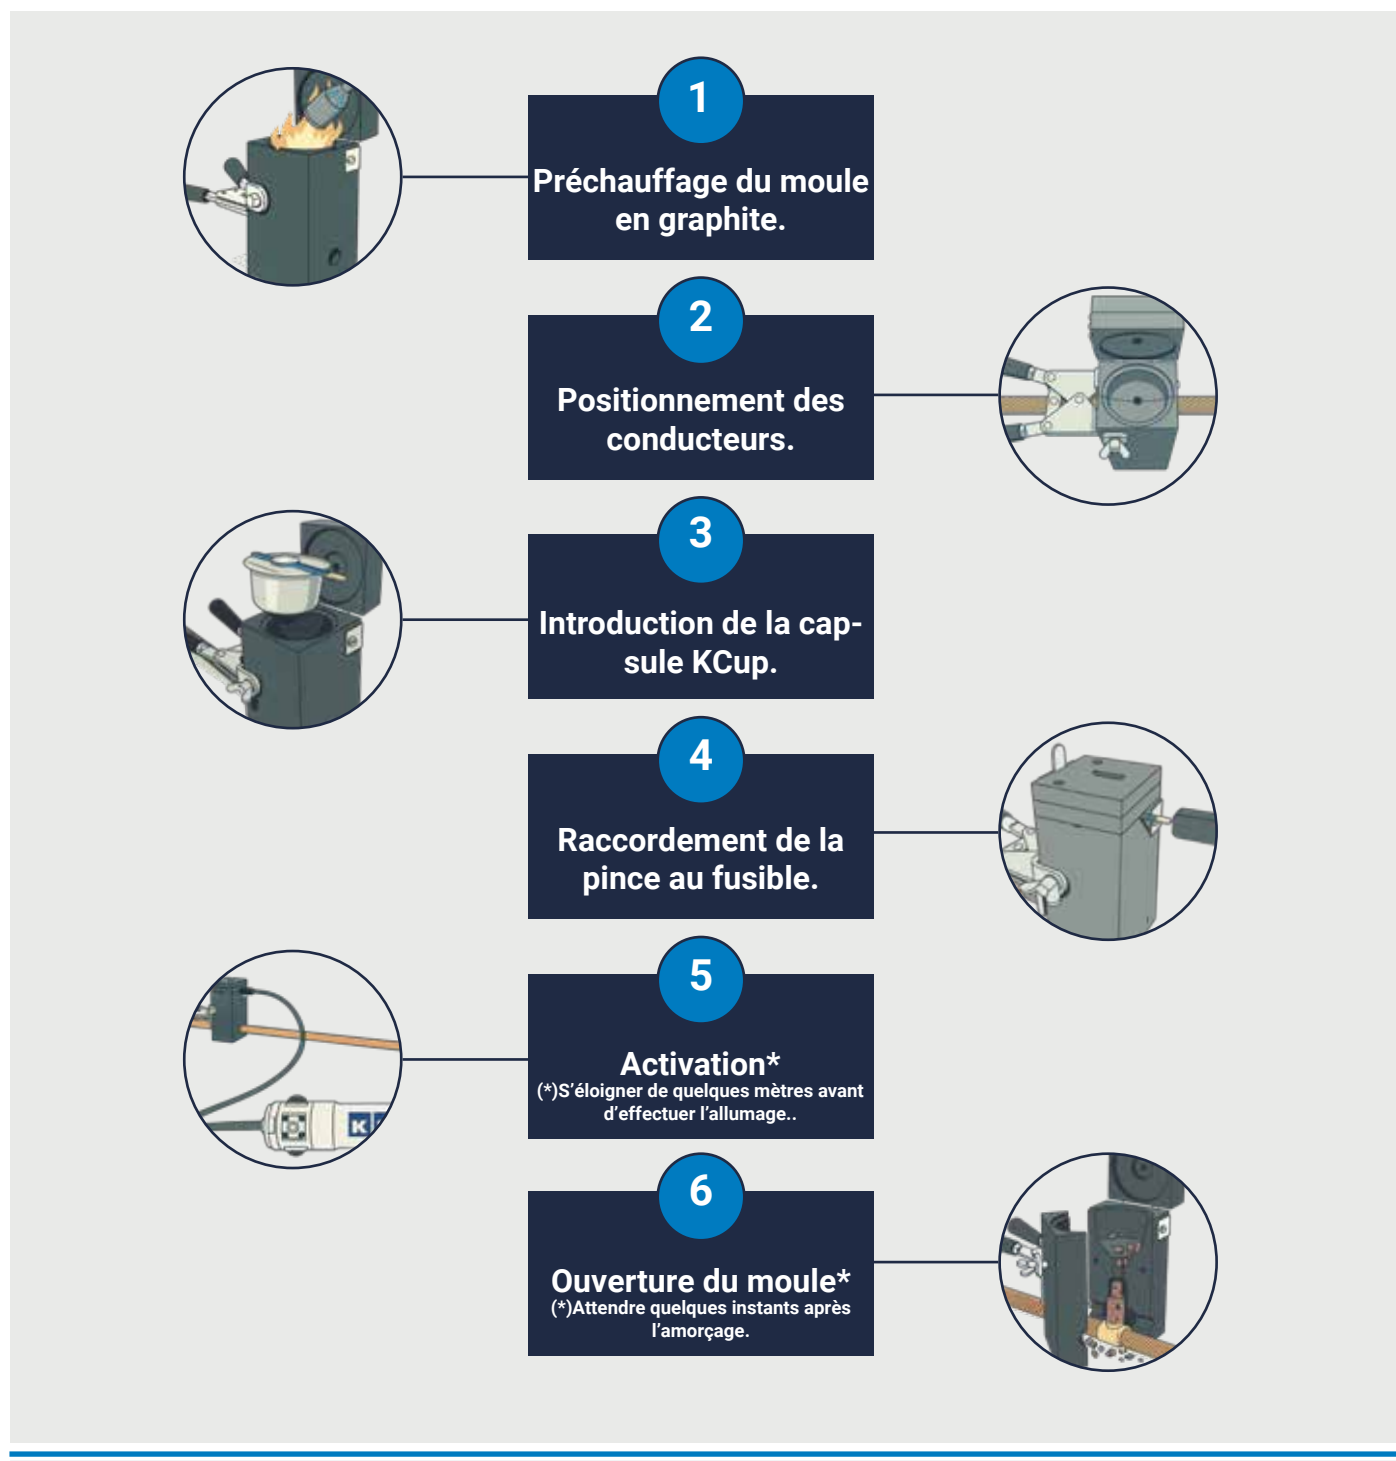 1
Préchauffage du moule
en graphite.
2
Positionnement des
conducteurs.
3
Introduction de la cap-
sule KCup.
4
Raccordement de la
pince au fusible.
5
Activation*
(*)S’éloigner de quelques mètres avant
d’effectuer l’allumage..
K
6
Ouverture du moule*
(*)Attendre quelques instants après
l’amorçage.